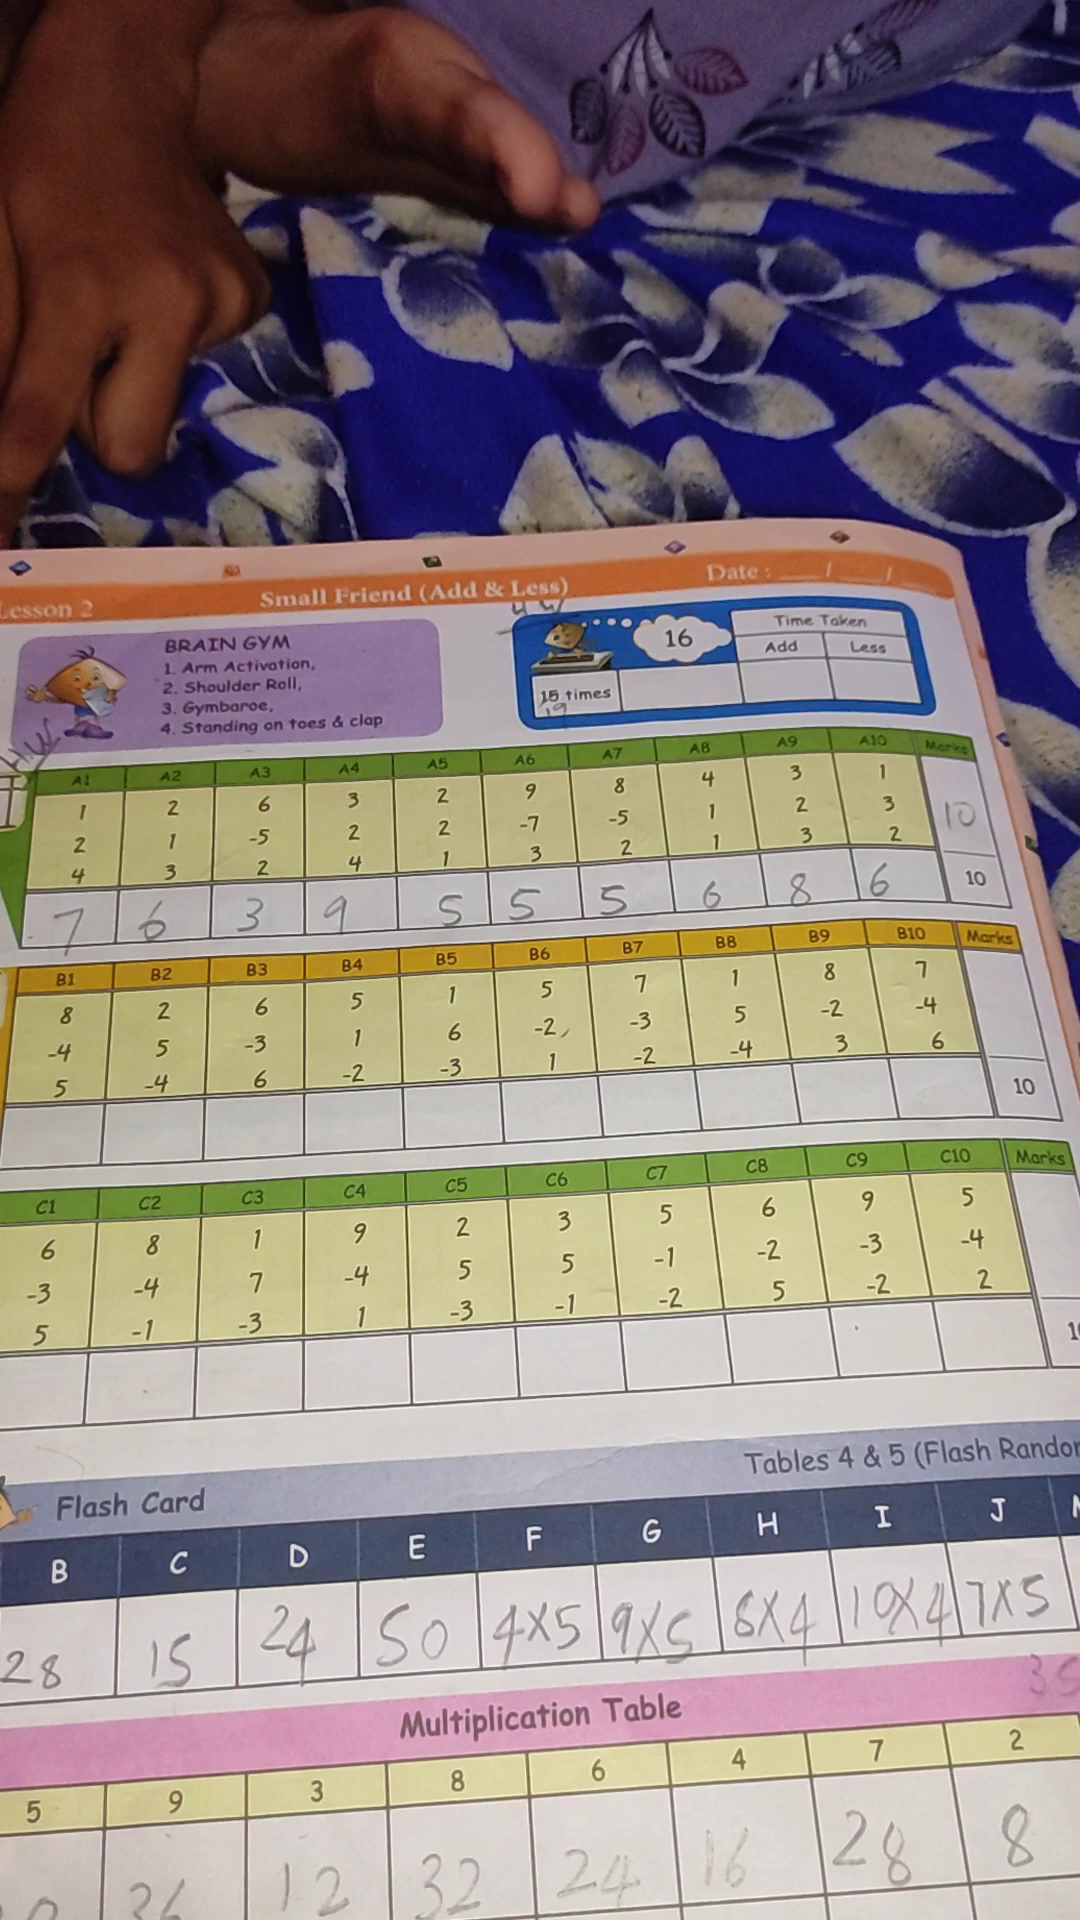 Lesson 2
Small Friend (Add & Less)
Date : ___/___/___
BRAIN GYM
1. Arm Activation,
2. Shoulder Roll,
3. Gymbaroe,
4. Standing on toes & clap
16
Time Taken
Add Less
15 times
19
A1 A2 A3 A4 A5 A6 A7 A8 A9 A10 Marks
1 2 6 3 2 9 8 4 3 1
2 1 -5 2 2 -7 -5 1 2 3
4 3 2 4 1 3 2 1 3 2
10
7 6 3 9 5 5 5 6 8 6 10
B1 B2 B3 B4 B5 B6 B7 B8 B9 B10 Marks
8 2 6 5 1 5 7 1 8 7
-4 5 -3 1 6 -2 -3 5 -2 -4
5 -4 6 -2 -3 1 -2 -4 3 6
10
C1 C2 C3 C4 C5 C6 C7 C8 C9 C10 Marks
6 8 1 9 2 3 5 6 9 5
-3 -4 7 -4 5 5 -1 -2 -3 -4
5 -1 -3 1 -3 -1 -2 5 -2 2
Flash Card
Tables 4 & 5 (Flash Random
B C D E F G H I J
28 15 24 50 4X5 9X5 8X4 10X4 7X5
35
Multiplication Table
5 9 3 8 6 4 7 2
36 12 32 24 16 28 8